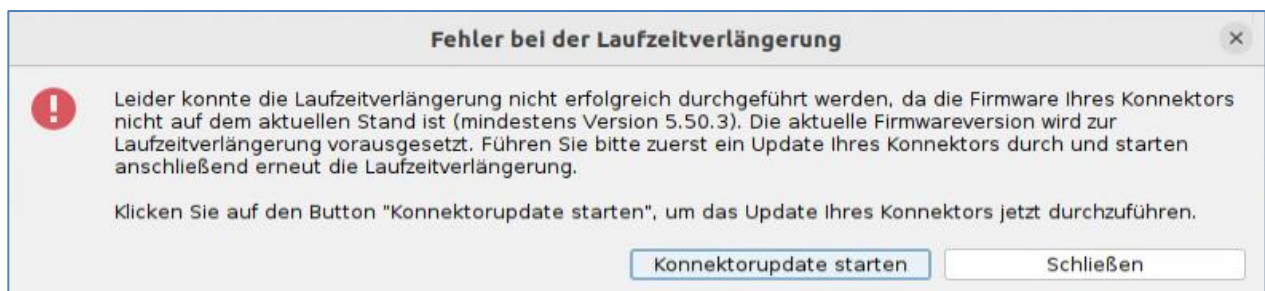 Fehler bei der Laufzeitverlängerung
Leider konnte die Laufzeitverlängerung nicht erfolgreich durchgeführt werden, da die Firmware Ihres Konnektors
nicht auf dem aktuellen Stand ist (mindestens Version 5.50.3). Die aktuelle Firmwareversion wird zur
Laufzeitverlängerung vorausgesetzt. Führen Sie bitte zuerst ein Update Ihres Konnektors durch und starten
anschließend erneut die Laufzeitverlängerung.
Klicken Sie auf den Button "Konnektorupdate starten", um das Update Ihres Konnektors jetzt durchzuführen.
Konnektorupdate starten
Schließen